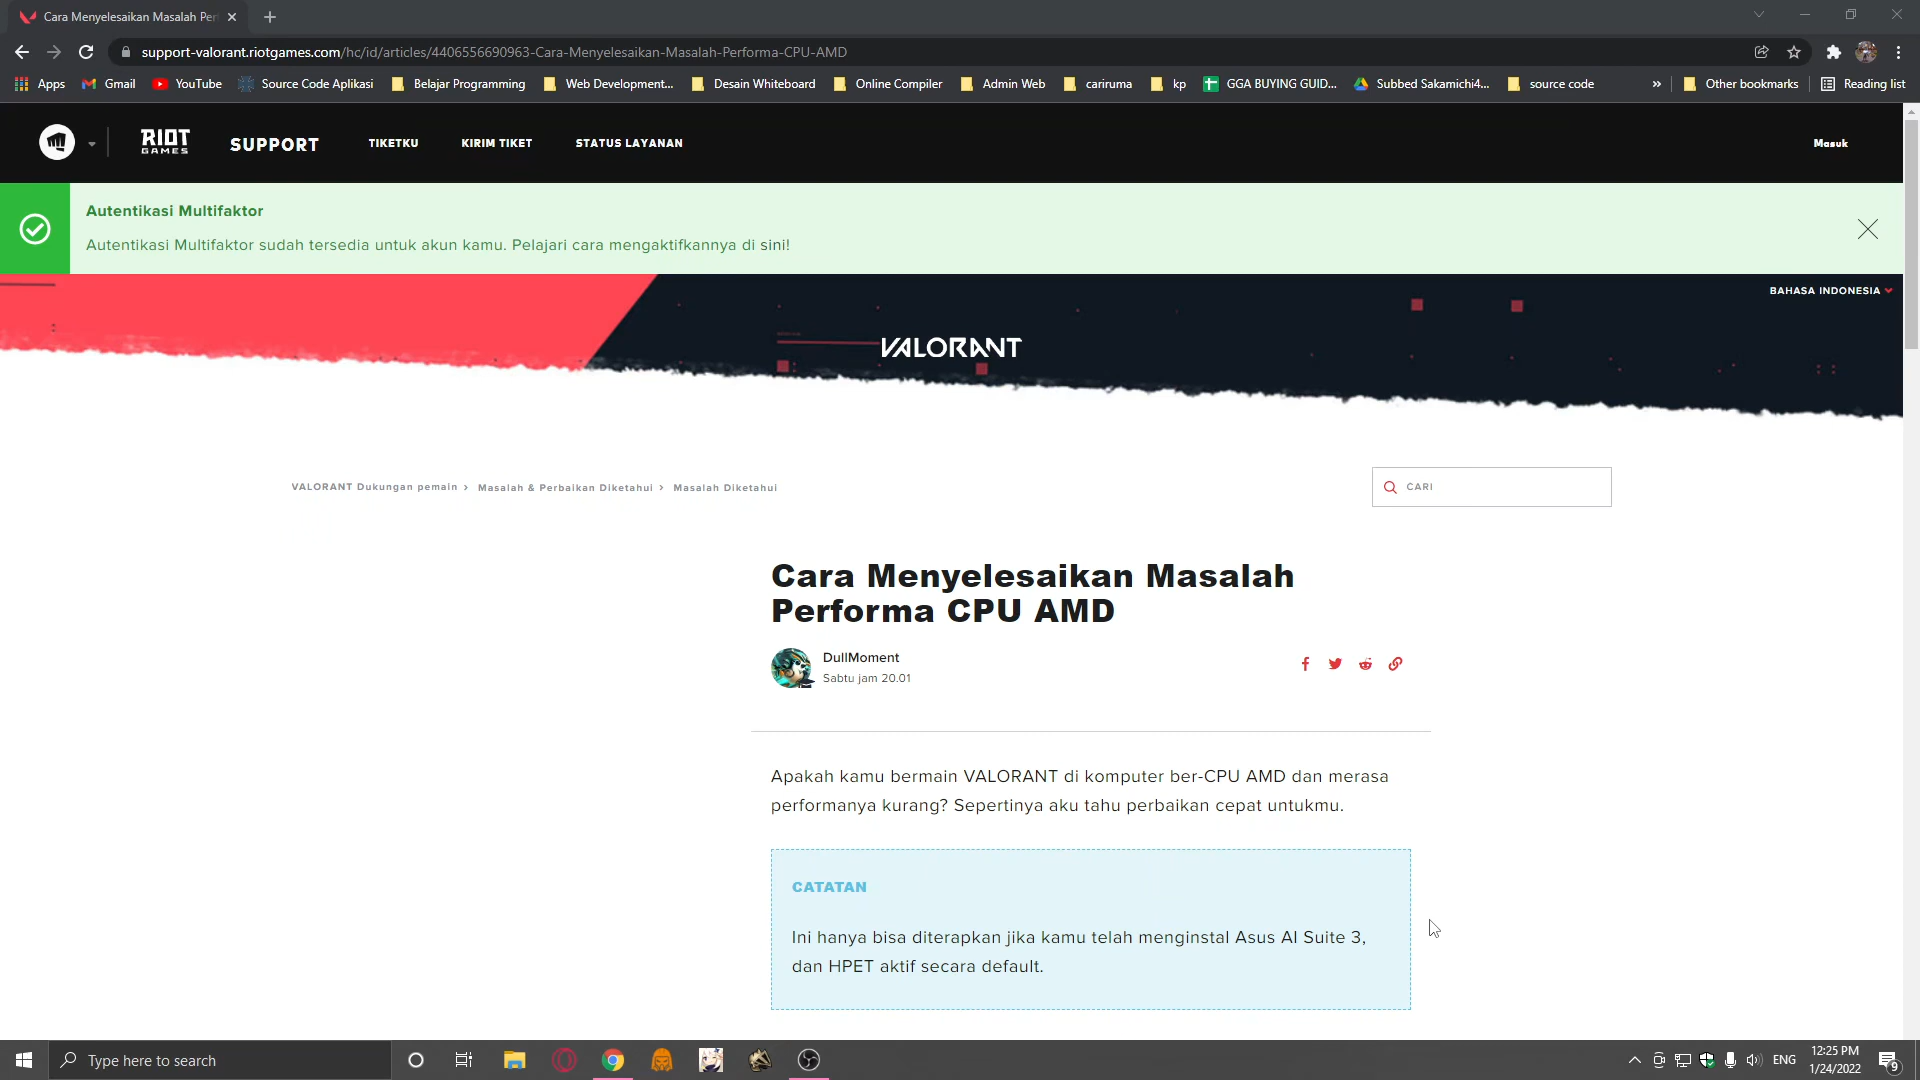 Cara Menyelesaikan Masalah Per
support-valorant.riotgames.com/hc/id/articles/4406556690963-Cara-Menyelesaikan-Masalah-Performa-CPU-AMD
Apps Gmail YouTube Source Code Aplikasi Belajar Programming Web Development... Desain Whiteboard Online Compiler Admin Web cariruma kp GGA BUYING GUID... Subbed Sakamichi4... source code » Other bookmarks Reading list
RIOT GAMES SUPPORT TIKETKU KIRIM TIKET STATUS LAYANAN Masuk
Autentikasi Multifaktor
Autentikasi Multifaktor sudah tersedia untuk akun kamu. Pelajari cara mengaktifkannya di sini!
BAHASA INDONESIA
VALORANT
VALORANT Dukungan pemain > Masalah & Perbaikan Diketahui > Masalah Diketahui
CARI
Cara Menyelesaikan Masalah
Performa CPU AMD
DullMoment
Sabtu jam 20.01
Apakah kamu bermain VALORANT di komputer ber-CPU AMD dan merasa
performanya kurang? Sepertinya aku tahu perbaikan cepat untukmu.
CATATAN
Ini hanya bisa diterapkan jika kamu telah menginstal Asus AI Suite 3,
dan HPET aktif secara default.
Type here to search
ENG
12:25 PM
1/24/2022
9